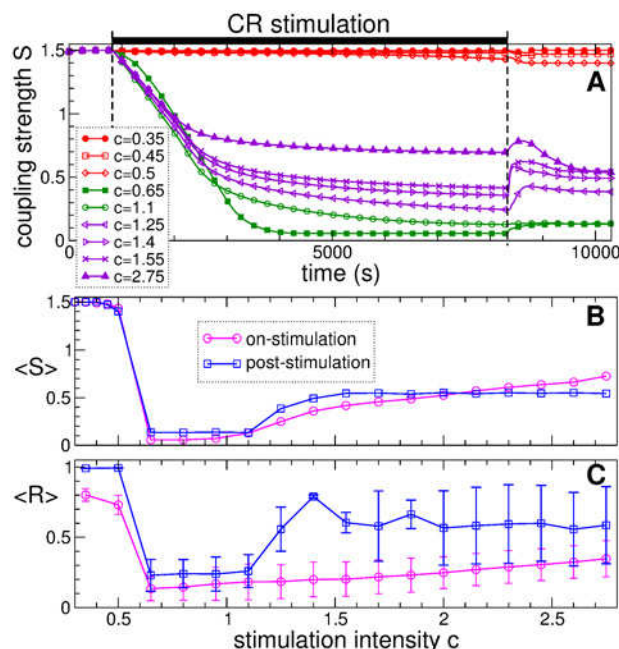 CR stimulation
A
coupling strength S
1.5
1
0.5
0
c=0.35
c=0.45
c=0.5
c=0.65
c=1.1
c=1.25
c=1.4
c=1.55
c=2.75
0 5000 10000
time (s)
B
<S>
1.5
1
0.5
0
on-stimulation
post-stimulation
C
<R>
1
0.5
0
0.5 1 1.5 2 2.5
stimulation intensity c